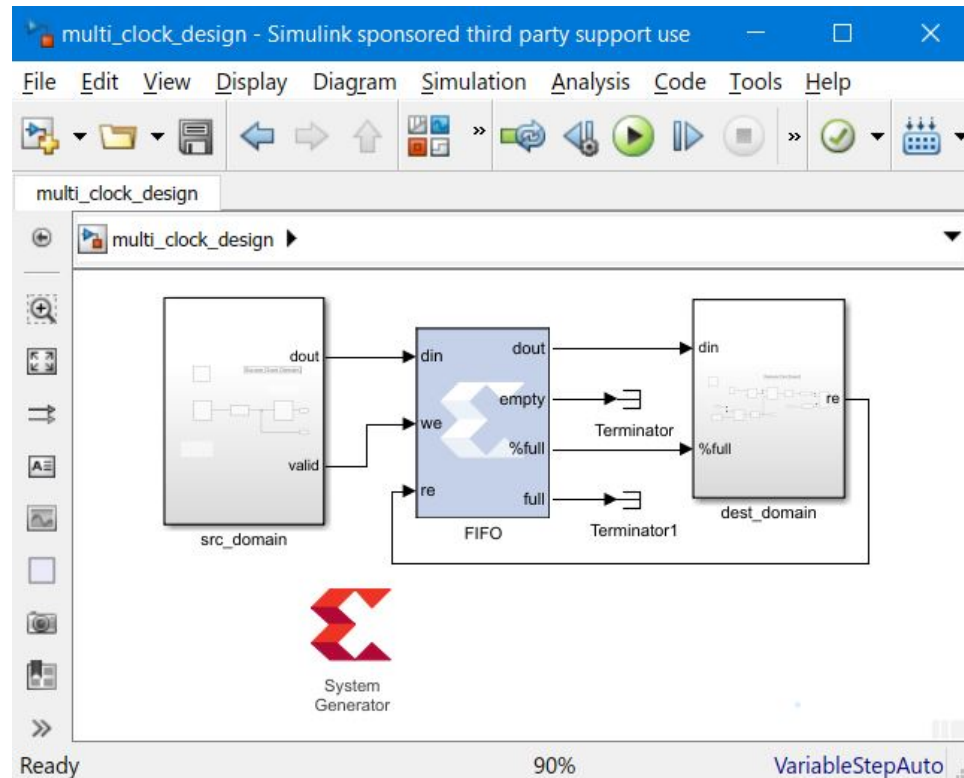 multi_clock_design - Simulink sponsored third party support use
File Edit View Display Diagram Simulation Analysis Code Tools Help
multi_clock_design
multi_clock_design
dout
valid
src_domain
din
we
re
dout
empty
%full
full
FIFO
Terminator
Terminator1
din
%full
re
dest_domain
System
Generator
Ready 90% VariableStepAuto